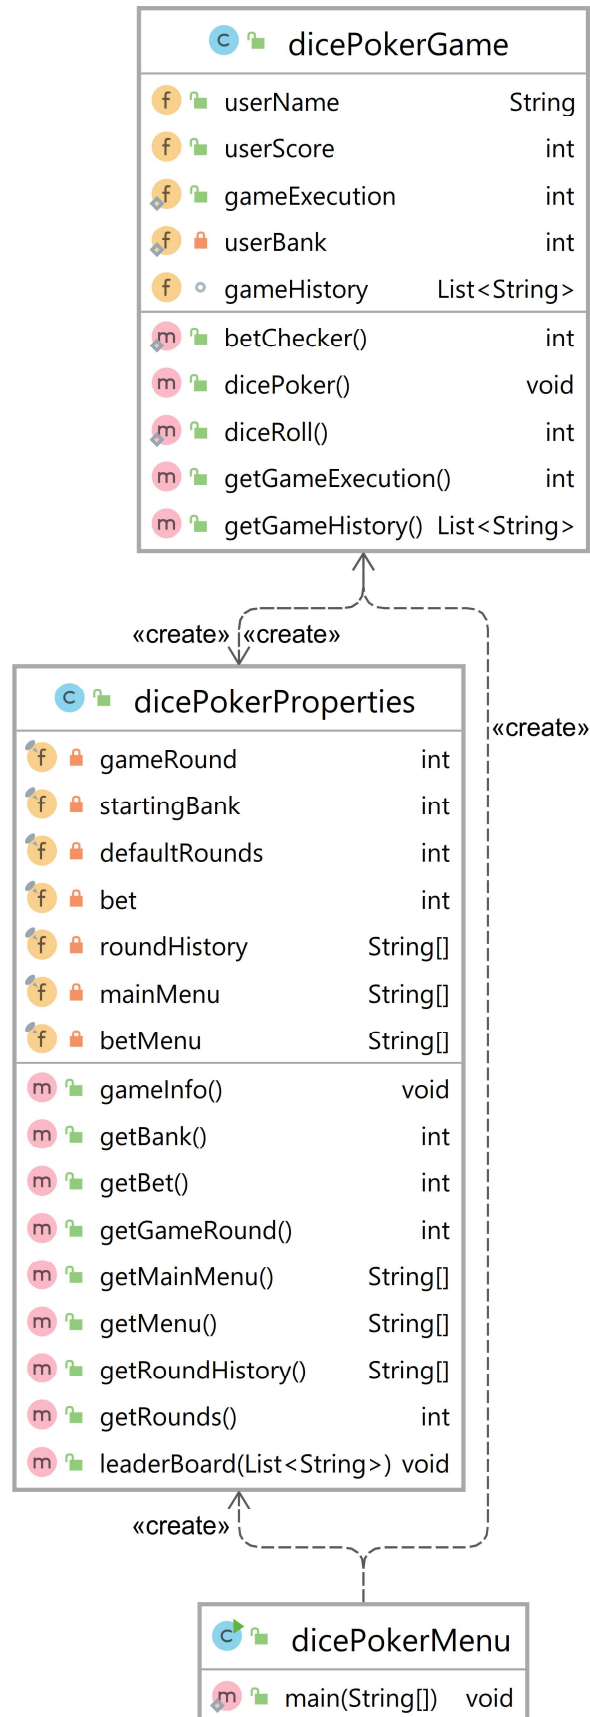 dicePokerGame
userName String
userScore int
gameExecution int
userBank int
gameHistory List<String>
betChecker() int
dicePoker() void
diceRoll() int
getGameExecution() int
getGameHistory() List<String>
«create» «create»
dicePokerProperties
«create»
gameRound int
startingBank int
defaultRounds int
bet int
roundHistory String[]
mainMenu String[]
betMenu String[]
gameInfo() void
getBank() int
getBet() int
getGameRound() int
getMainMenu() String[]
getMenu() String[]
getRoundHistory() String[]
getRounds() int
leaderBoard(List<String>) void
«create»
dicePokerMenu
main(String[]) void